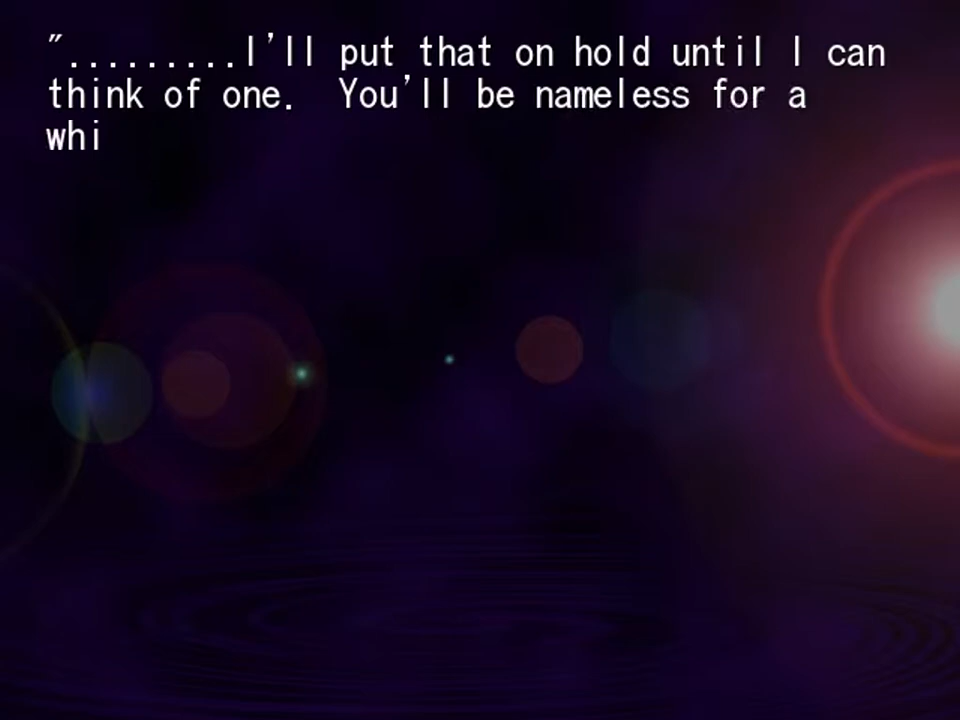 ".........I'll put that on hold until I can
think of one.  You'll be nameless for a
whi